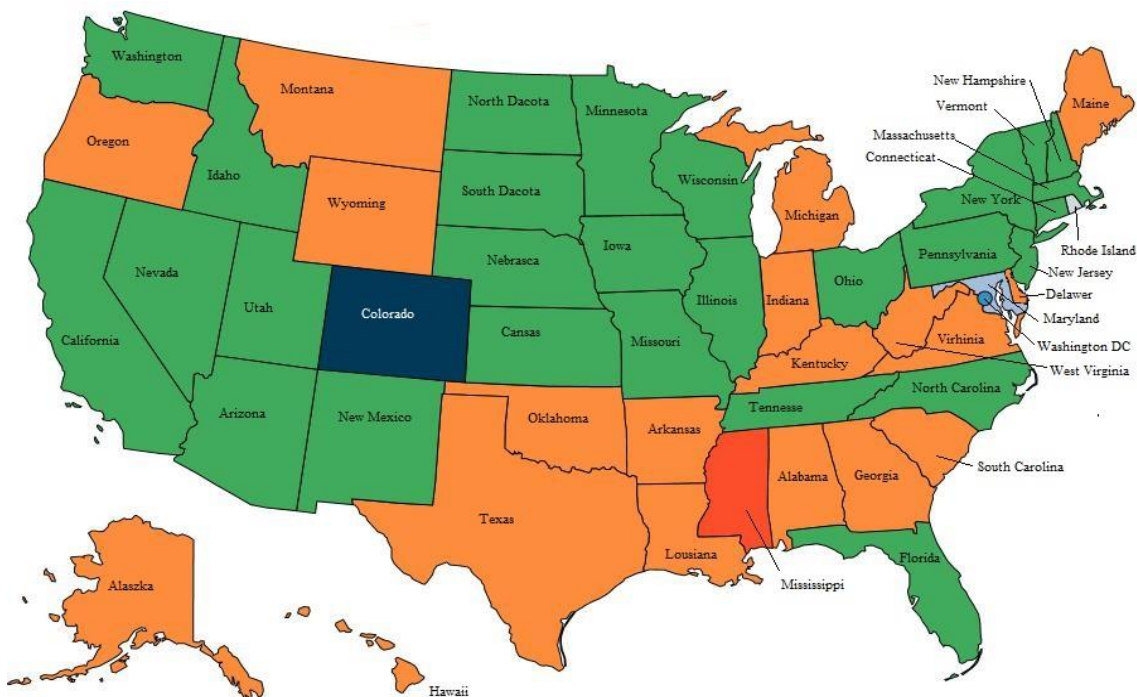 Washington
Montana
North Dacota
Minnesota
New Hampshire
Vermont
Maine
Oregon
Massachusetts
Connecticat
Idaho
South Dacota
Wisconsin
Wyoming
New York
Michigan
Rhode Island
Iowa
Pennsylvania
Nebrasca
Nevada
Ohio
New Jersey
Utah
Illinois
Indiana
Delawer
Colorado
Maryland
California
Cansas
Missouri
Virhinia
Washington DC
Kentucky
West Virginia
North Carolina
Tennesse
Arizona
New Mexico
Oklahoma
Arkansas
South Carolina
Alabama
Georgia
Texas
Lousiana
Florida
Alaszka
Mississippi
Hawaii